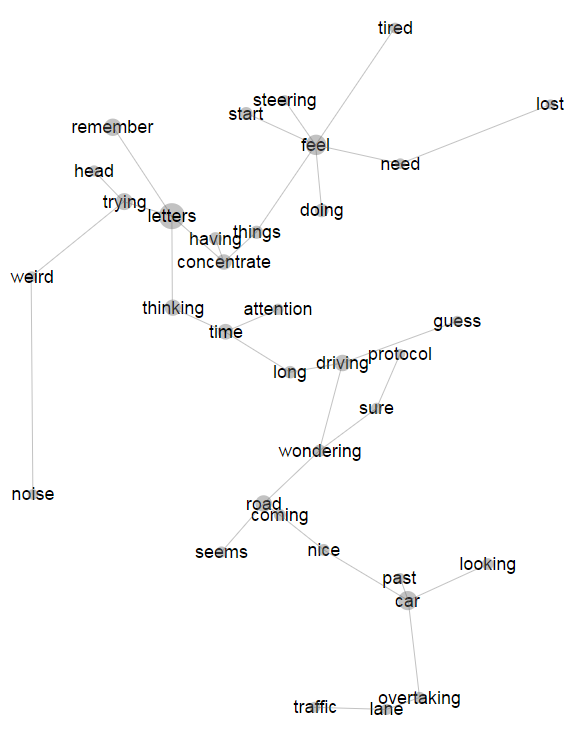 tired
steering
lost
start
remember
feel
need
head
trying
letters
doing
having
things
concentrate
weird
thinking
attention
time
guess
driving
protocol
long
sure
wondering
noise
road
coming
seems
nice
looking
past
car
overtaking
traffic
lane